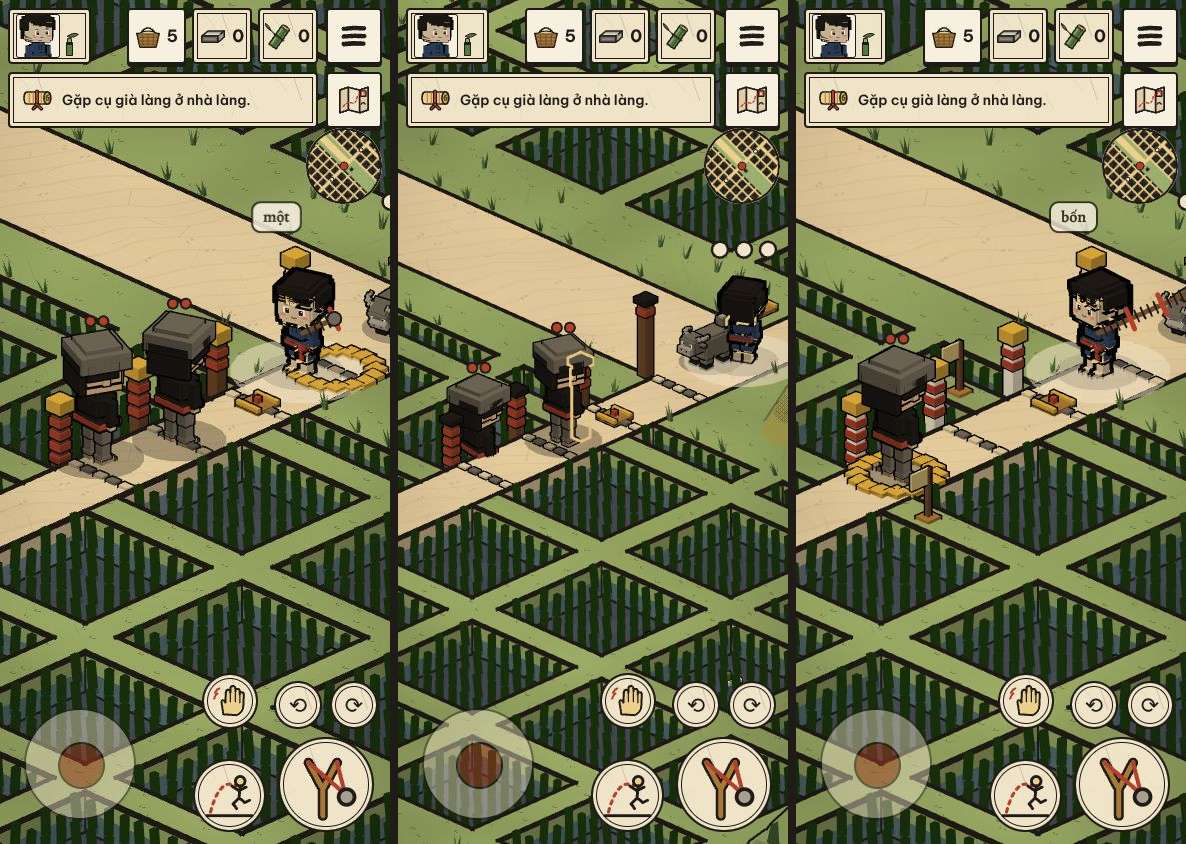 5 0 0
Gặp cụ già làng ở nhà làng.
một
5 0 0
Gặp cụ già làng ở nhà làng.
5 0 0
Gặp cụ già làng ở nhà làng.
bốn